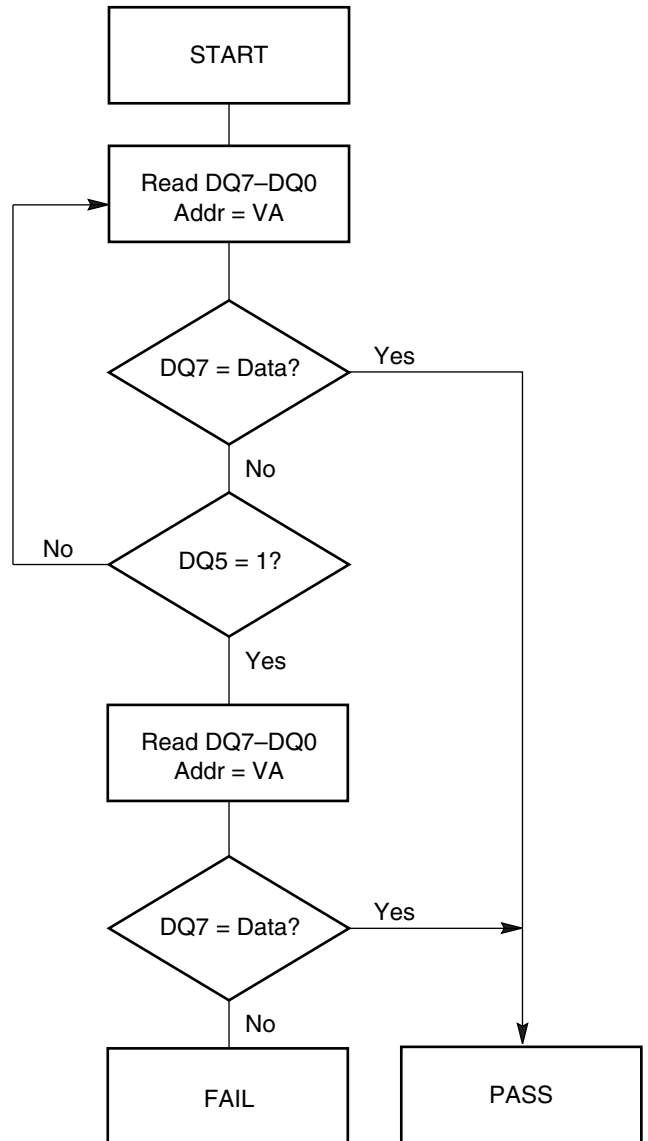 START
Read DQ7–DQ0
Addr = VA
DQ7 = Data?
Yes
No
No
DQ5 = 1?
Yes
Read DQ7–DQ0
Addr = VA
DQ7 = Data?
Yes
No
FAIL
PASS